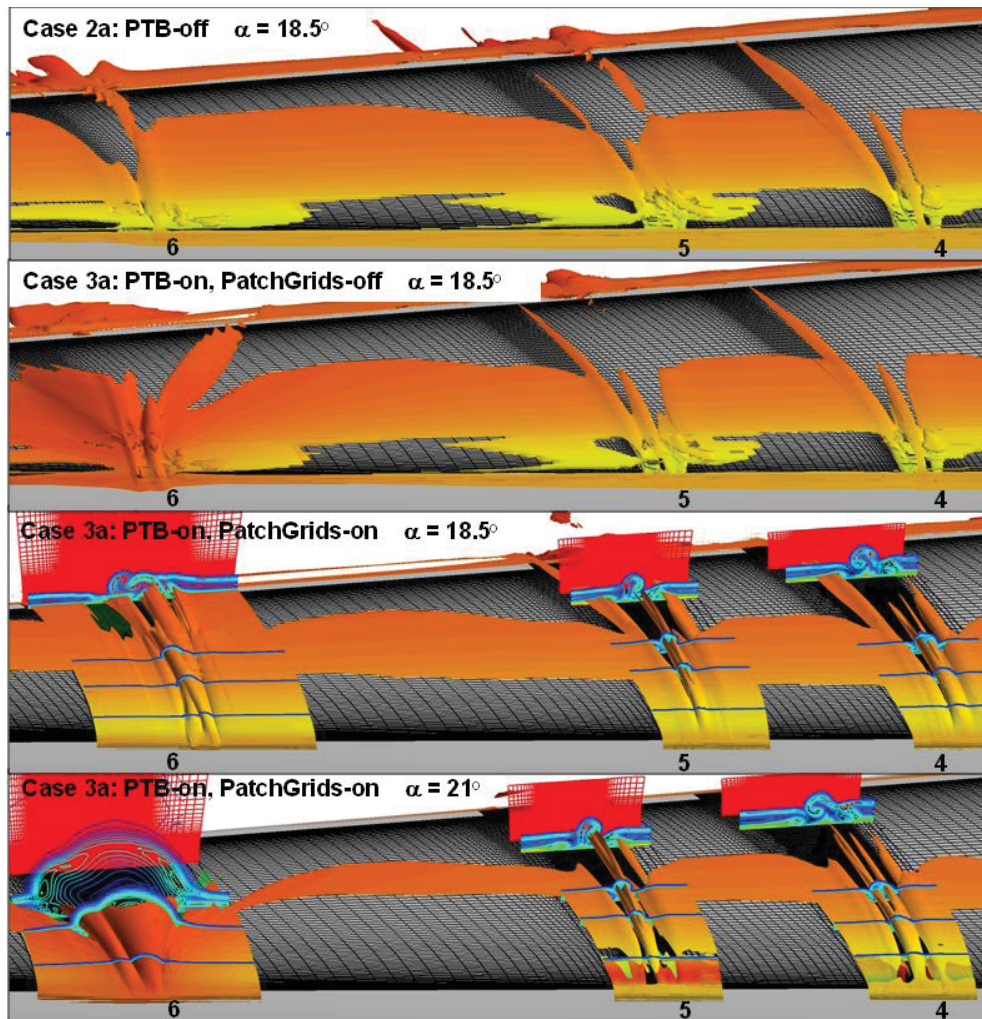 Case 2a: PTB-off α = 18.5°
6 5 4
Case 3a: PTB-on, PatchGrids-off α = 18.5°
6 5 4
Case 3a: PTB-on, PatchGrids-on α = 18.5°
6 5 4
Case 3a: PTB-on, PatchGrids-on α = 21°
6 5 4